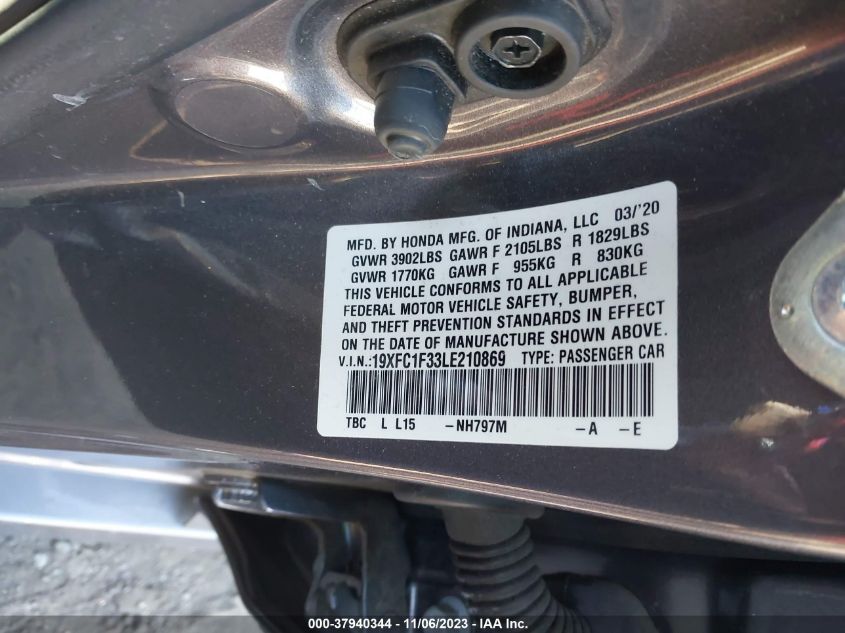 MFD. BY HONDA MFG. OF INDIANA, LLC 03/'20
GVWR 3902LBS GAWR F 2105LBS R 1829LBS
GVWR 1770KG GAWR F 955KG R 830KG
THIS VEHICLE CONFORMS TO ALL APPLICABLE
FEDERAL MOTOR VEHICLE SAFETY, BUMPER,
AND THEFT PREVENTION STANDARDS IN EFFECT
ON THE DATE OF MANUFACTURE SHOWN ABOVE.
V.I.N.:19XFC1F33LE210869 TYPE: PASSENGER CAR
TBC L L15 -NH797M -A -E
000-37940344 - 11/06/2023 - IAA Inc.